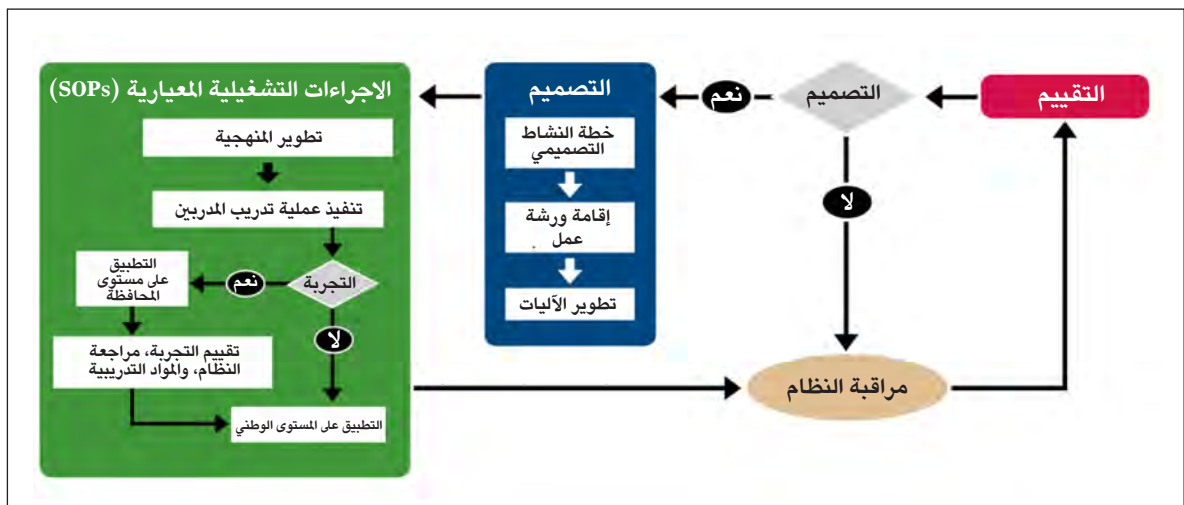 التقييم
التصميم
نعم
لا
التصميم
خطة النشاط
التصميمي
إقامة ورشة
عمل
تطوير الآليات
الاجراءات التشغيلية المعيارية (SOPs)
تطوير المنهجية
تنفيذ عملية تدريب المدربين
التجربة
نعم
لا
التطبيق
على مستوى
المحافظة
تقييم التجربة، مراجعة
النظام، والمواد التدريبية
التطبيق على المستوى الوطني
مراقبة النظام